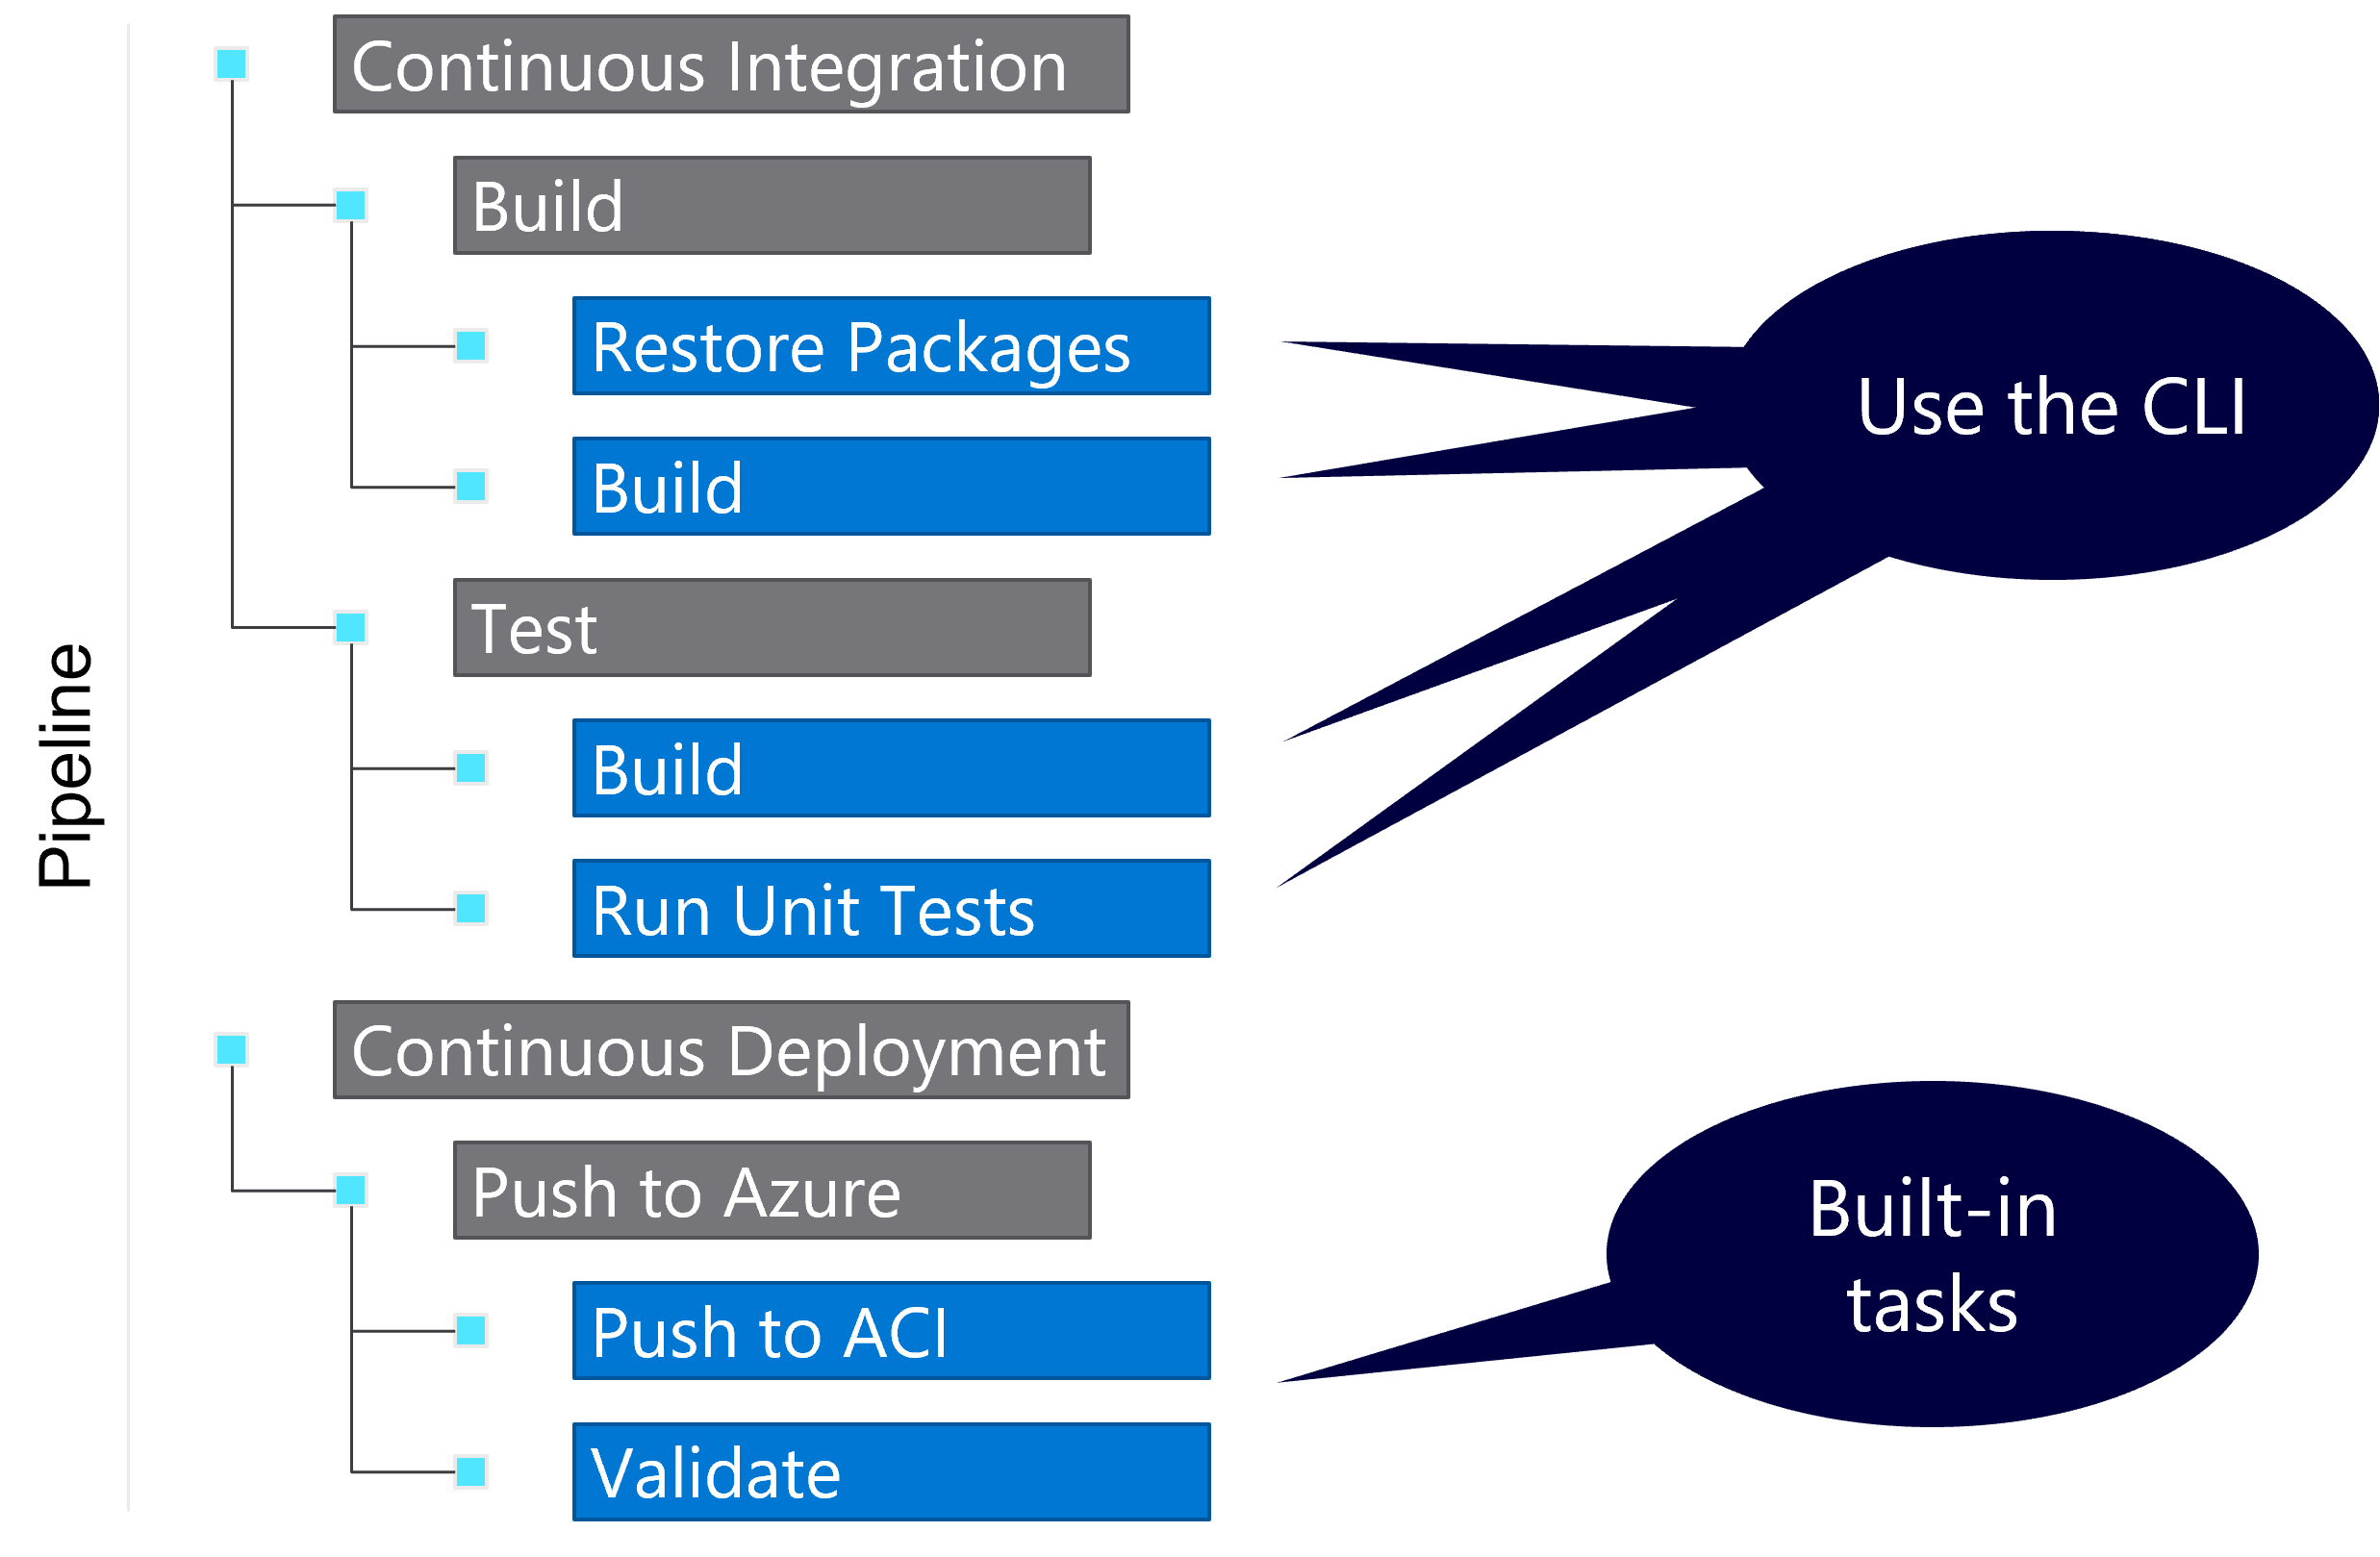 Pipeline
Continuous Integration
Build
Restore Packages
Build
Test
Build
Run Unit Tests
Continuous Deployment
Push to Azure
Push to ACI
Validate
Use the CLI
Built-in
tasks